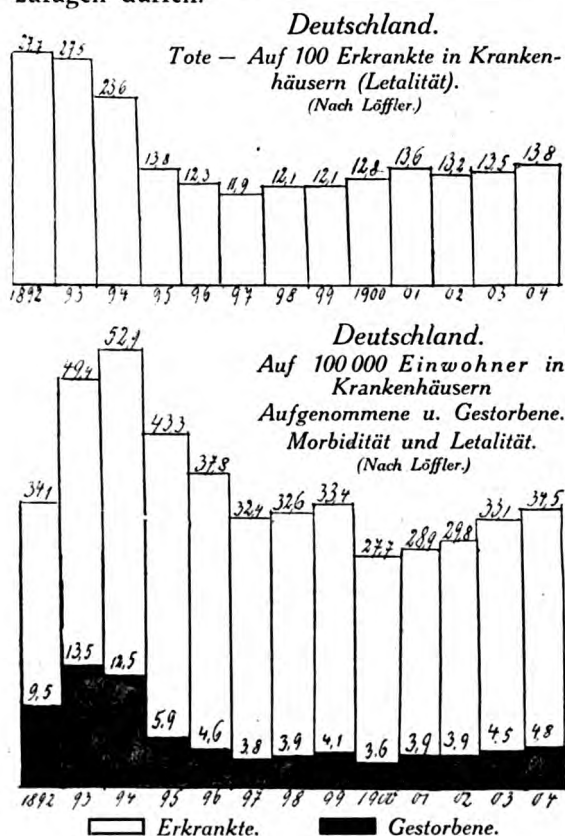 zufügen dürfen.
Deutschland.
Tote — Auf 100 Erkrankte in Kranken-
häusern (Letalität).
(Nach Löffler.)
27,7 27,5 23,6 13,8 12,3 11,9 12,1 12,1 12,8 13,6 13,2 13,5 13,8
1892 93 94 95 96 97 98 99 1900 01 02 03 04
Deutschland.
Auf 100 000 Einwohner in
Krankenhäusern
Aufgenommene u. Gestorbene.
Morbidität und Letalität.
(Nach Löffler.)
34,1 49,4 52,9 43,3 37,8 32,4 32,6 33,4 27,7 28,9 29,8 33,1 34,5
9,5 13,5 12,5 5,9 4,6 3,8 3,9 4,1 3,6 3,9 3,9 4,5 4,8
1892 93 94 95 96 97 98 99 1900 01 02 03 04
Erkrankte. Gestorbene.